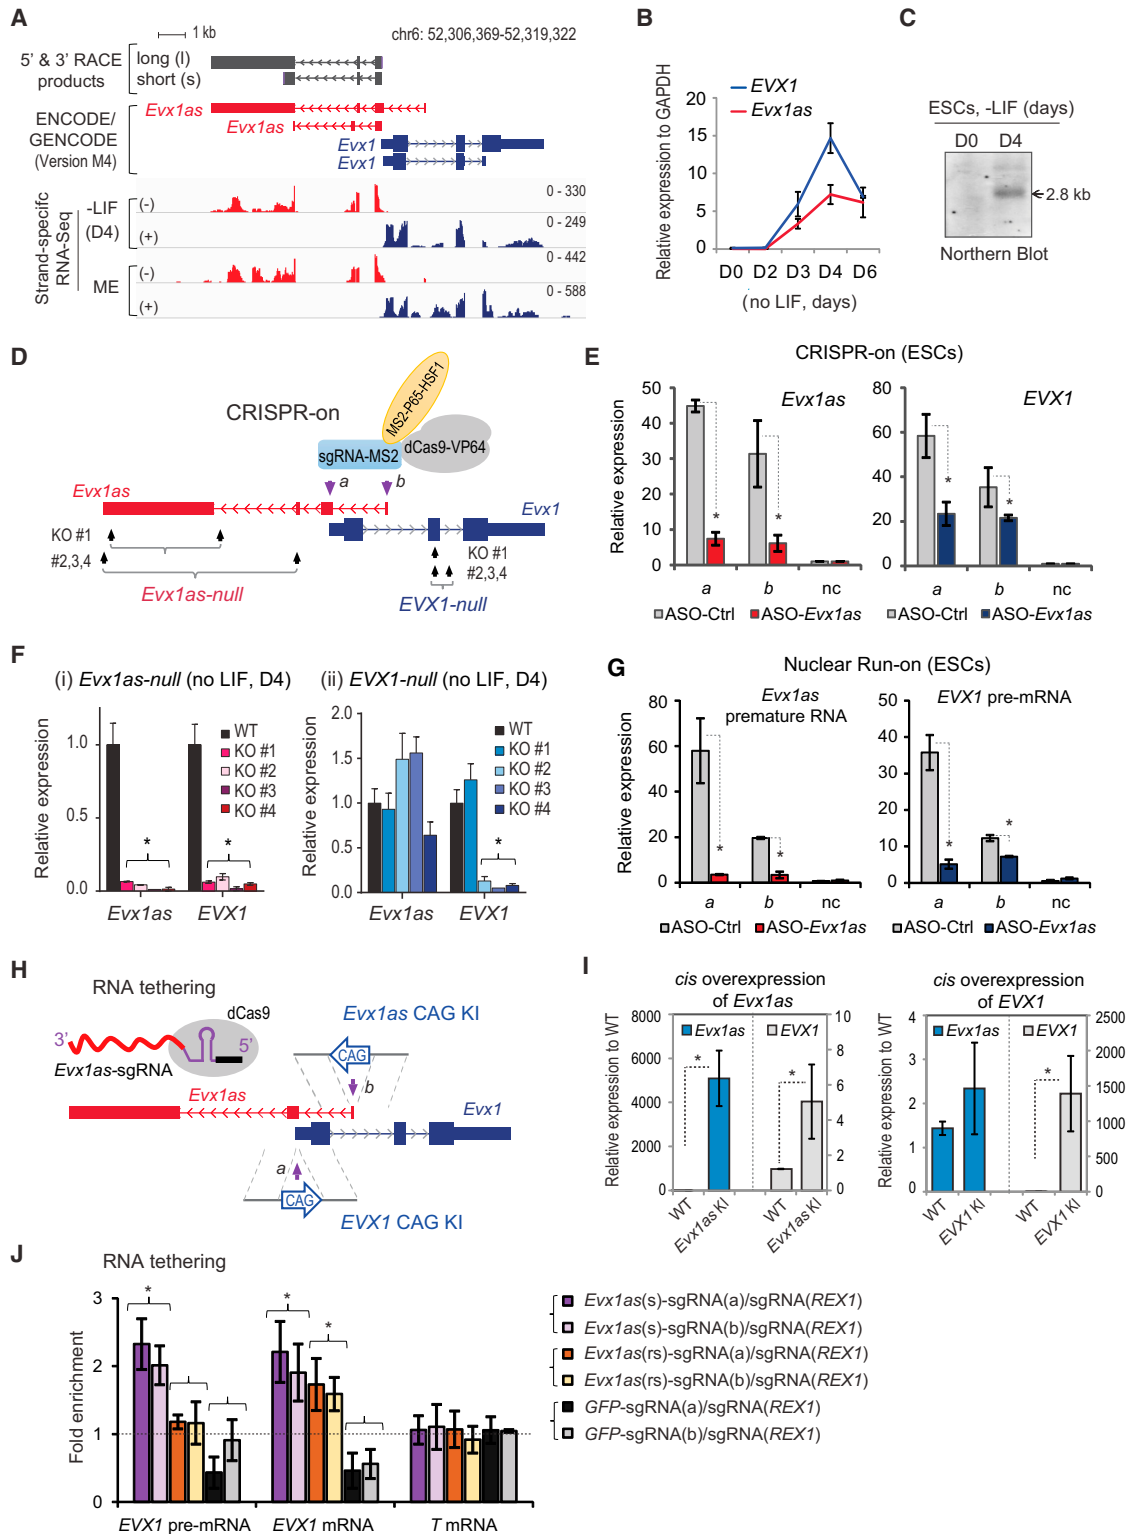 A
1 kb
chr6: 52,306,369-52,319,322
5' & 3' RACE
products
long (l)
short (s)
ENCODE/
GENCODE
(Version M4)
Evx1as
Evx1as
Evx1
Evx1
Strand-specifc
RNA-Seq
-LIF
(D4)
ME
(-)
(+)
(-)
(+)
0 - 330
0 - 249
0 - 442
0 - 588
B
Relative expression to GAPDH
EVX1
Evx1as
20
15
10
5
0
D0 D2 D3 D4 D6
(no LIF, days)
C
ESCs, -LIF (days)
D0 D4
2.8 kb
Northern Blot
D
CRISPR-on
MS2-P65-HSF1
sgRNA-MS2
dCas9-VP64
a
b
Evx1as
Evx1
KO #1
#2,3,4
KO #1
#2,3,4
Evx1as-null
EVX1-null
E
CRISPR-on (ESCs)
Relative expression
50
40
30
20
10
0
Evx1as
*
*
a b nc
ASO-Ctrl ASO-Evx1as
80
60
40
20
0
EVX1
*
*
a b nc
ASO-Ctrl ASO-Evx1as
F
(i) Evx1as-null (no LIF, D4)
Relative expression
1.0
0.5
0.0
WT
KO #1
KO #2
KO #3
KO #4
*
*
Evx1as EVX1
(ii) EVX1-null (no LIF, D4)
Relative expression
2.0
1.5
1.0
0.5
0.0
WT
KO #1
KO #2
KO #3
KO #4
*
Evx1as EVX1
G
Nuclear Run-on (ESCs)
Relative expression
80
60
40
20
0
Evx1as
premature RNA
*
*
a b nc
ASO-Ctrl ASO-Evx1as
50
40
30
20
10
0
EVX1 pre-mRNA
*
*
a b nc
ASO-Ctrl ASO-Evx1as
H
RNA tethering
dCas9
3'
5'
Evx1as-sgRNA
Evx1as CAG KI
CAG
b
Evx1as
Evx1
a
CAG
EVX1 CAG KI
I
cis overexpression
of Evx1as
Relative expression to WT
8000
6000
4000
2000
0
Evx1as
EVX1
10
8
6
4
2
0
*
*
WT
Evx1as KI
WT
Evx1as KI
cis overexpression
of EVX1
4
3
2
1
0
Evx1as
EVX1
2500
2000
1500
1000
500
0
*
WT
EVX1 KI
WT
EVX1 KI
J
RNA tethering
Fold enrichment
3
2
1
0
*
*
*
EVX1 pre-mRNA
EVX1 mRNA
T mRNA
Evx1as(s)-sgRNA(a)/sgRNA(REX1)
Evx1as(s)-sgRNA(b)/sgRNA(REX1)
Evx1as(rs)-sgRNA(a)/sgRNA(REX1)
Evx1as(rs)-sgRNA(b)/sgRNA(REX1)
GFP-sgRNA(a)/sgRNA(REX1)
GFP-sgRNA(b)/sgRNA(REX1)